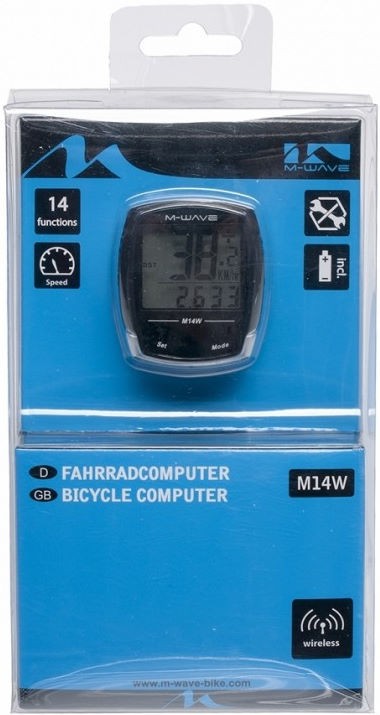 M-WAVE
14
functions
Speed
M-WAVE
DST
38.2
KM/h
2633
M14W
Set
Mode
incl.
D FAHRRADCOMPUTER
GB BICYCLE COMPUTER
M14W
wireless
www.m-wave-bike.com